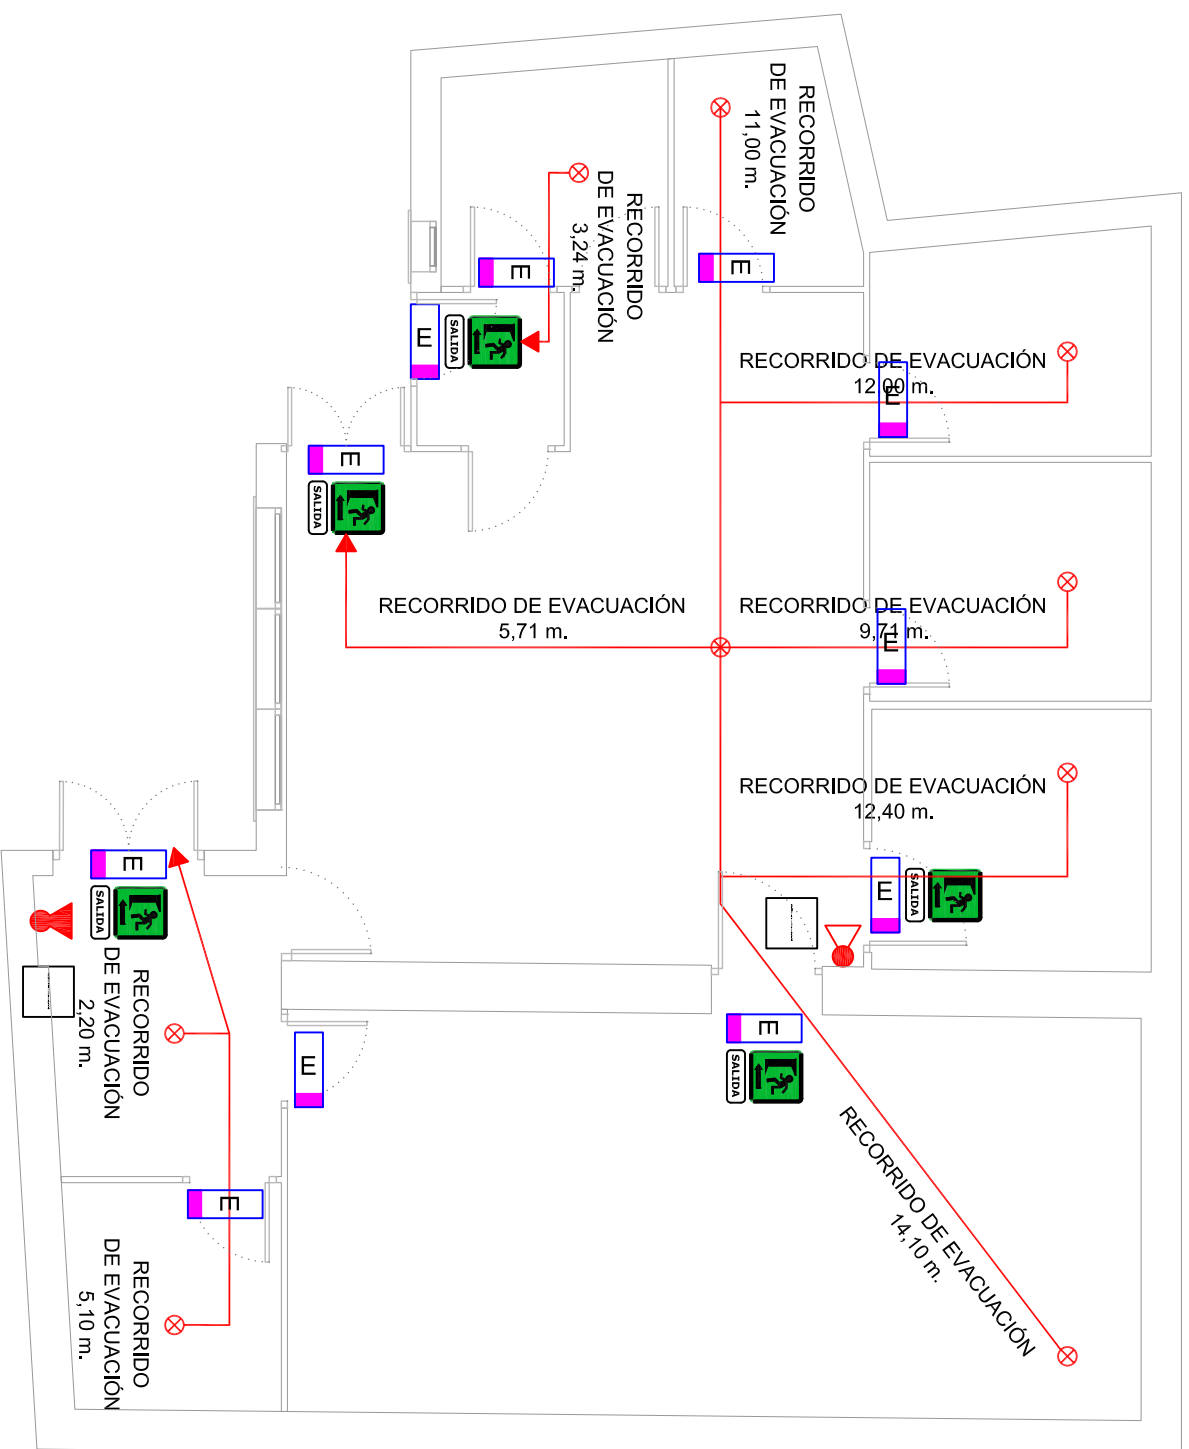 RECORRIDO
DE EVACUACIÓN
11,00 m.
RECORRIDO
DE EVACUACIÓN
3,24 m.
E
E
E
SALIDA
RECORRIDO DE EVACUACIÓN
12,00 m.
E
E
SALIDA
RECORRIDO DE EVACUACIÓN
5,71 m.
RECORRIDO DE EVACUACIÓN
9,71 m.
E
RECORRIDO DE EVACUACIÓN
12,40 m.
E
SALIDA
E
SALIDA
RECORRIDO
DE EVACUACIÓN
2,20 m.
E
E
SALIDA
RECORRIDO DE EVACUACIÓN
14,10 m.
E
RECORRIDO
DE EVACUACIÓN
5,10 m.